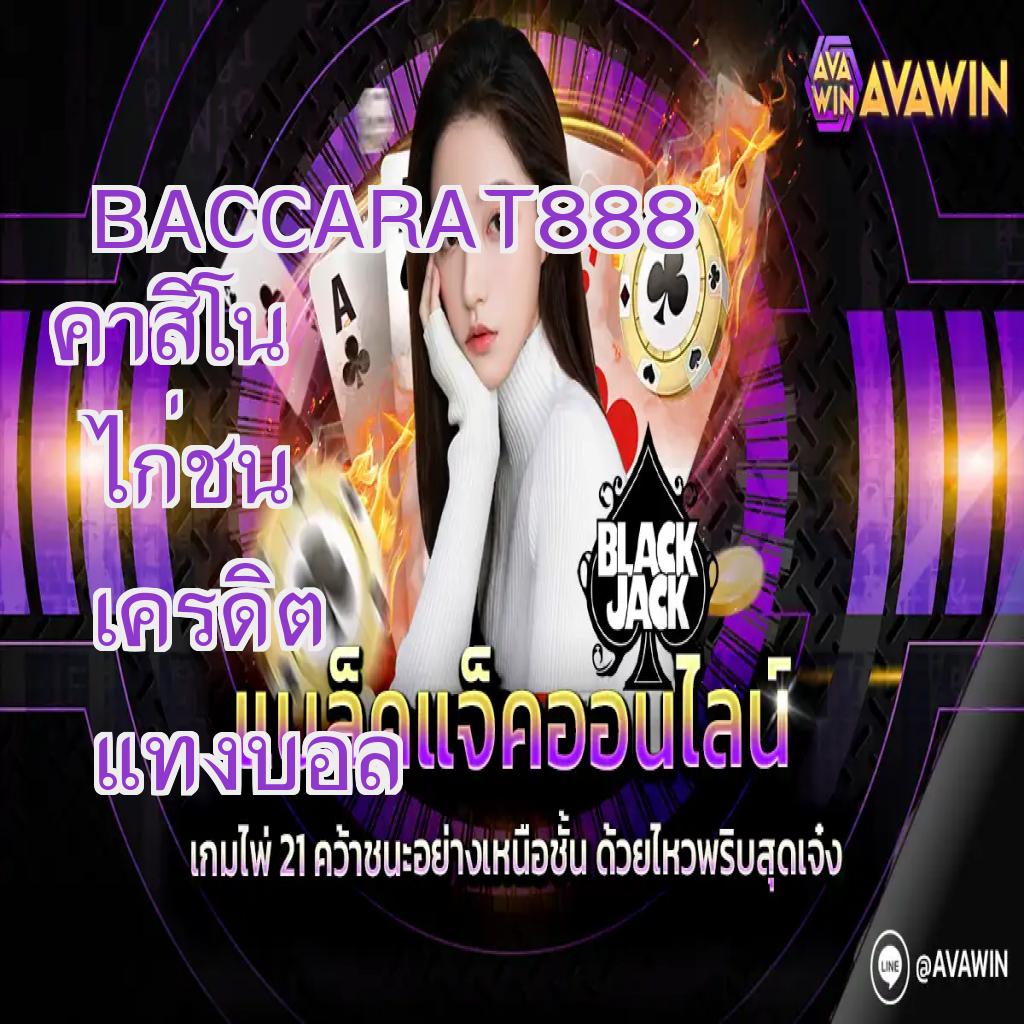 AVA
WIN
AVAWIN
BACCARAT888
คาสิโน
ไก่ชน
เครดิต
แทงบอล
A
BLACK
JACK
แบล็คแจ็คออนไลน์
เกมไพ่ 21 คว้าชนะอย่างเหนือชั้น ด้วยไหวพริบสุดเจ๋ง
LINE
@AVAWIN